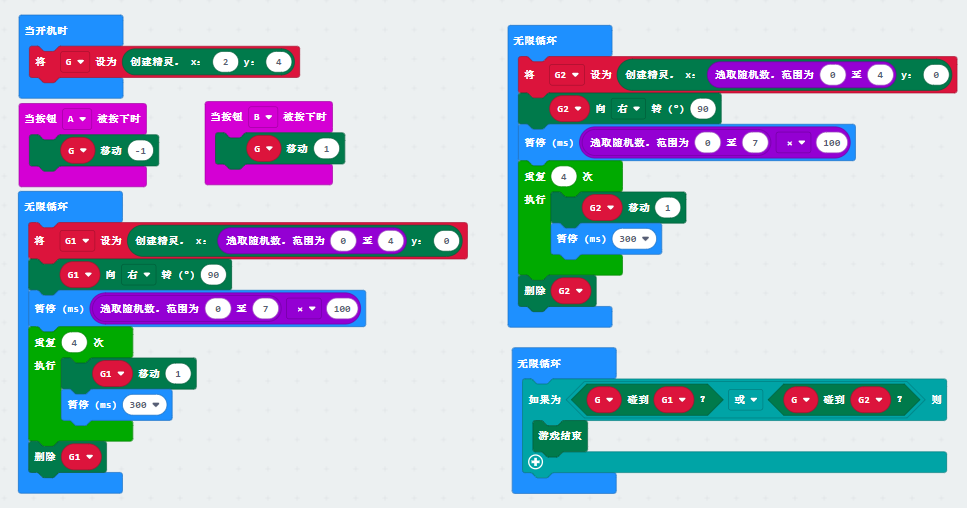 当开机时
将 G 设为 创建精灵。 x: 2 y: 4
当按钮 A 被按下时
G 移动 -1
当按钮 B 被按下时
G 移动 1
无限循环
将 G1 设为 创建精灵。 x: 选取随机数。范围为 0 至 4 y: 0
G1 向 右 转 (°) 90
暂停 (ms) 选取随机数。范围为 0 至 7 × 100
重复 4 次
执行
G1 移动 1
暂停 (ms) 300
删除 G1
无限循环
将 G2 设为 创建精灵。 x: 选取随机数。范围为 0 至 4 y: 0
G2 向 右 转 (°) 90
暂停 (ms) 选取随机数。范围为 0 至 7 × 100
重复 4 次
执行
G2 移动 1
暂停 (ms) 300
删除 G2
无限循环
如果为 G 碰到 G1 ? 或 G 碰到 G2 ? 则
游戏结束